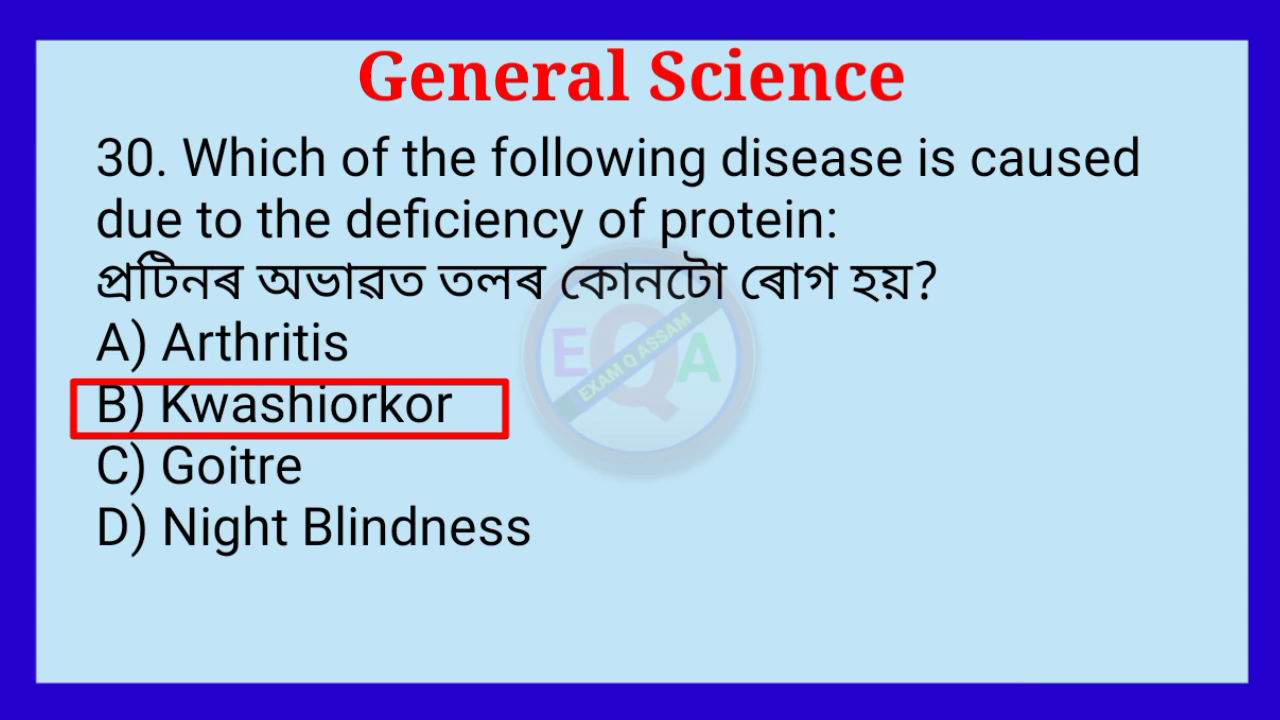 General Science
30. Which of the following disease is caused
due to the deficiency of protein:
প্ৰটিনৰ অভাৱত তলৰ কোনটো ৰোগ হয়?
A) Arthritis
B) Kwashiorkor
C) Goitre
D) Night Blindness
EQA
EXAM Q ASSAM